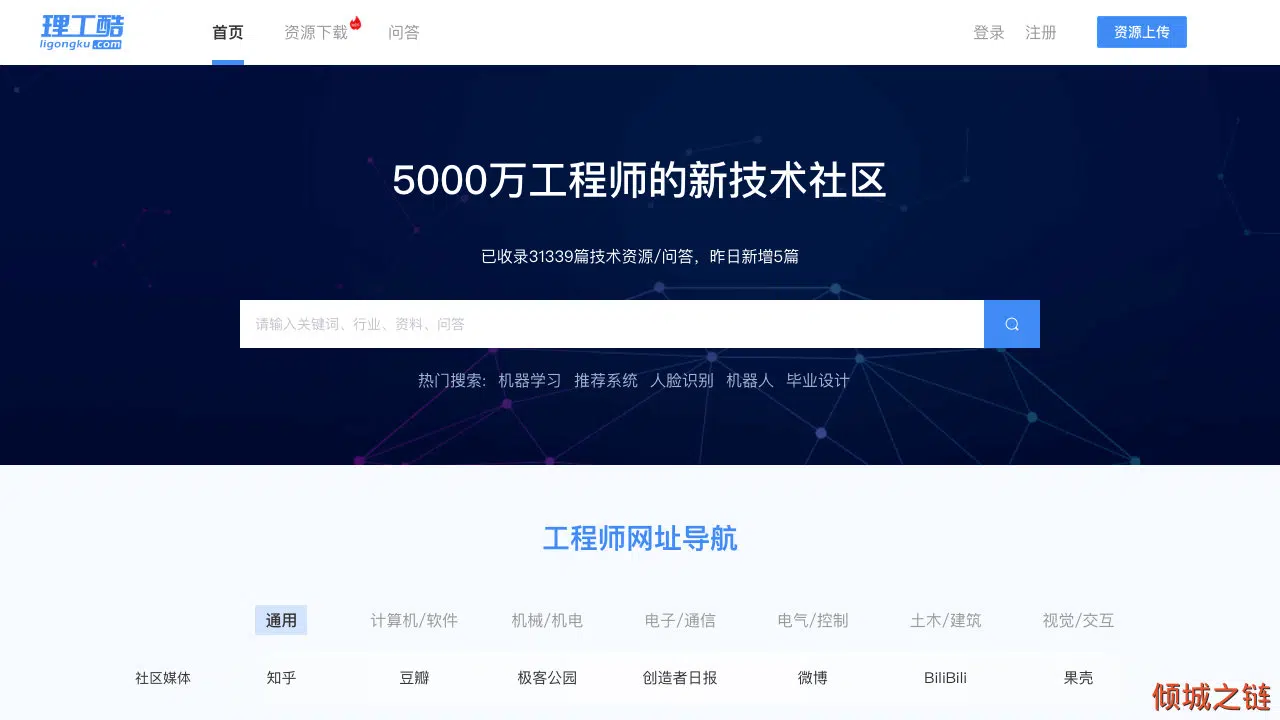 理工酷
ligongku.com
首页 资源下载 问答 登录 注册 资源上传
5000万工程师的新技术社区
已收录31339篇技术资源/问答，昨日新增5篇
请输入关键词、行业、资料、问答
热门搜索: 机器学习 推荐系统 人脸识别 机器人 毕业设计
工程师网址导航
通用 计算机/软件 机械/机电 电子/通信 电气/控制 土木/建筑 视觉/交互
社区媒体 知乎 豆瓣 极客公园 创造者日报 微博 BiliBili 果壳
倾城之链